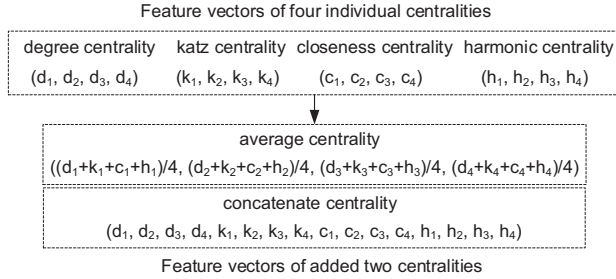 Feature vectors of four individual centralities
degree centrality katz centrality closeness centrality harmonic centrality
(d₁, d₂, d₃, d₄) (k₁, k₂, k₃, k₄) (c₁, c₂, c₃, c₄) (h₁, h₂, h₃, h₄)
average centrality
((d₁+k₁+c₁+h₁)/4, (d₂+k₂+c₂+h₂)/4, (d₃+k₃+c₃+h₃)/4, (d₄+k₄+c₄+h₄)/4)
concatenate centrality
(d₁, d₂, d₃, d₄, k₁, k₂, k₃, k₄, c₁, c₂, c₃, c₄, h₁, h₂, h₃, h₄)
Feature vectors of added two centralities